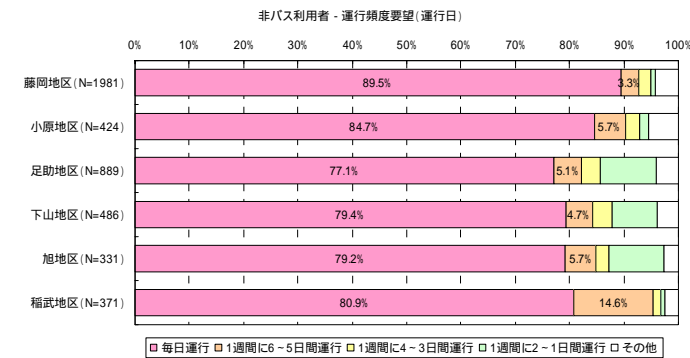 非バス利用者 - 運行頻度要望(運行日)
0% 10% 20% 30% 40% 50% 60% 70% 80% 90% 100%
藤岡地区(N=1981) 89.5% 3.3%
小原地区(N=424) 84.7% 5.7%
足助地区(N=889) 77.1% 5.1%
下山地区(N=486) 79.4% 4.7%
旭地区(N=331) 79.2% 5.7%
稲武地区(N=371) 80.9% 14.6%
毎日運行 1週間に6~5日間運行 1週間に4~3日間運行 1週間に2~1日間運行 その他